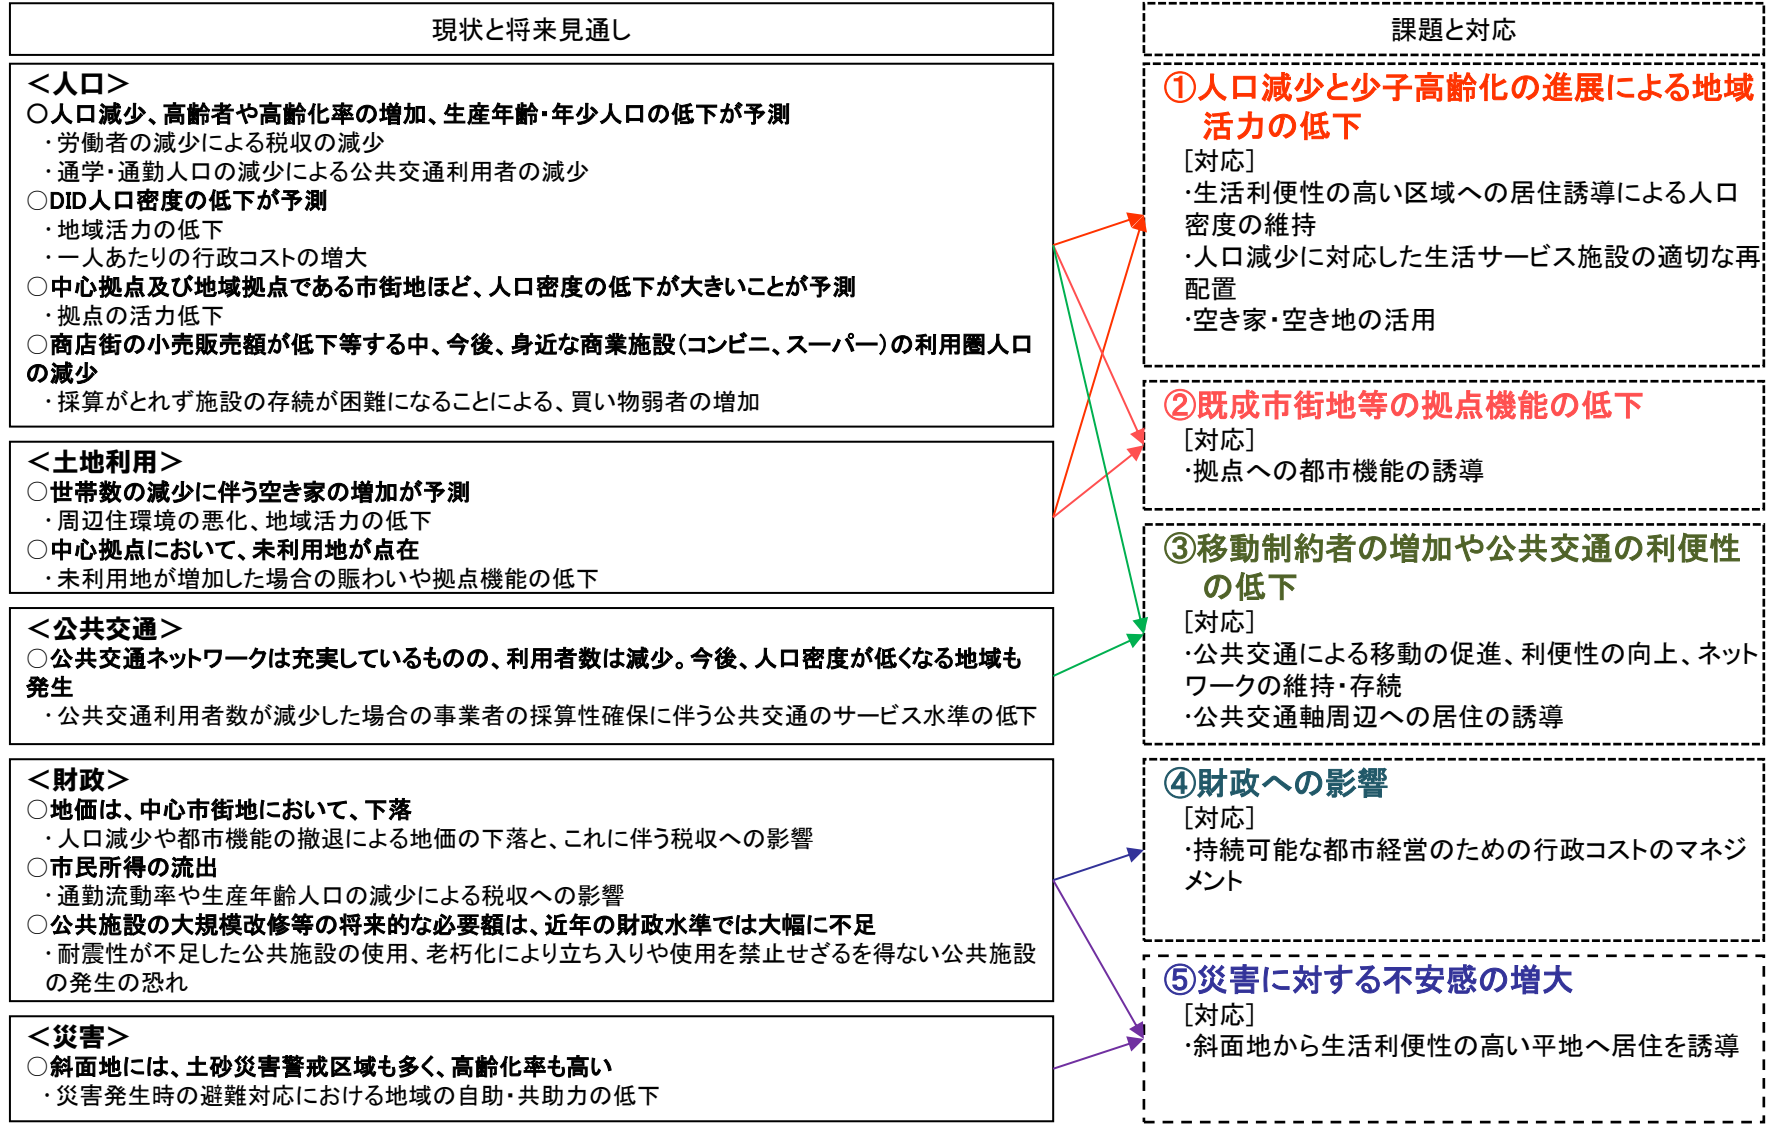 現状と将来見通し
＜人口＞
○人口減少、高齢者や高齢化率の増加、生産年齢・年少人口の低下が予測
・労働者の減少による税収の減少
・通学・通勤人口の減少による公共交通利用者の減少
○DID人口密度の低下が予測
・地域活力の低下
・一人あたりの行政コストの増大
○中心拠点及び地域拠点である市街地ほど、人口密度の低下が大きいことが予測
・拠点の活力低下
○商店街の小売販売額が低下等する中、今後、身近な商業施設（コンビニ、スーパー）の利用圏人口
の減少
・採算がとれず施設の存続が困難になることによる、買い物弱者の増加
＜土地利用＞
○世帯数の減少に伴う空き家の増加が予測
・周辺住環境の悪化、地域活力の低下
○中心拠点において、未利用地が点在
・未利用地が増加した場合の賑わいや拠点機能の低下
＜公共交通＞
○公共交通ネットワークは充実しているものの、利用者数は減少。今後、人口密度が低くなる地域も
発生
・公共交通利用者数が減少した場合の事業者の採算性確保に伴う公共交通のサービス水準の低下
＜財政＞
○地価は、中心市街地において、下落
・人口減少や都市機能の撤退による地価の下落と、これに伴う税収への影響
○市民所得の流出
・通勤流動率や生産年齢人口の減少による税収への影響
○公共施設の大規模改修等の将来的な必要額は、近年の財政水準では大幅に不足
・耐震性が不足した公共施設の使用、老朽化により立ち入りや使用を禁止せざるを得ない公共施設
の発生の恐れ
＜災害＞
○斜面地には、土砂災害警戒区域も多く、高齢化率も高い
・災害発生時の避難対応における地域の自助・共助力の低下
課題と対応
①人口減少と少子高齢化の進展による地域
活力の低下
［対応］
・生活利便性の高い区域への居住誘導による人口
密度の維持
・人口減少に対応した生活サービス施設の適切な再
配置
・空き家・空き地の活用
②既成市街地等の拠点機能の低下
［対応］
・拠点への都市機能の誘導
③移動制約者の増加や公共交通の利便性
の低下
［対応］
・公共交通による移動の促進、利便性の向上、ネット
ワークの維持・存続
・公共交通軸周辺への居住の誘導
④財政への影響
［対応］
・持続可能な都市経営のための行政コストのマネジ
メント
⑤災害に対する不安感の増大
［対応］
・斜面地から生活利便性の高い平地へ居住を誘導